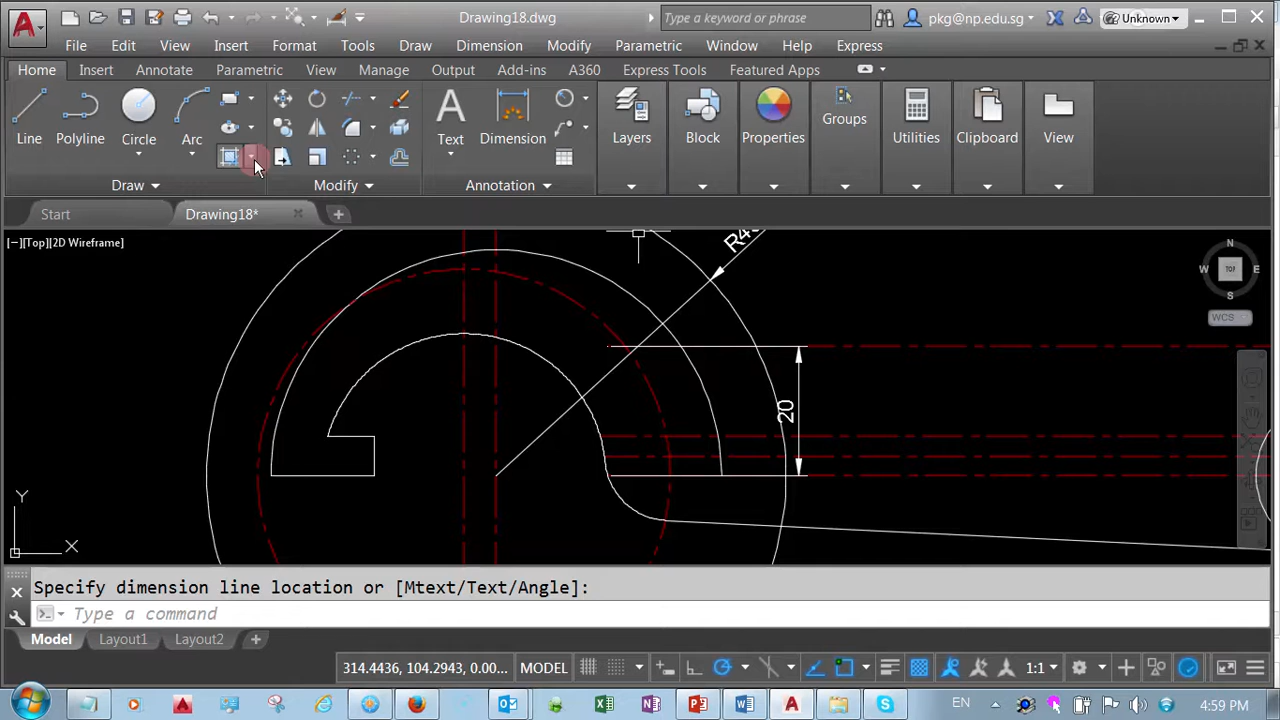 Drawing18.dwg
Type a keyword or phrase
pkg@np.edu.sg
Unknown
File Edit View Insert Format Tools Draw Dimension Modify Parametric Window Help Express
Home Insert Annotate Parametric View Manage Output Add-ins A360 Express Tools Featured Apps
Line Polyline Circle Arc Text Dimension Layers Block Properties Groups Utilities Clipboard View
Draw Modify Annotation
Start Drawing18*
[−][Top][2D Wireframe]
N
W TOP E
S
WCS
20
Y
X
Specify dimension line location or [Mtext/Text/Angle]:
Type a command
Model Layout1 Layout2
314.4436, 104.2943, 0.00... MODEL 1:1
EN 4:59 PM